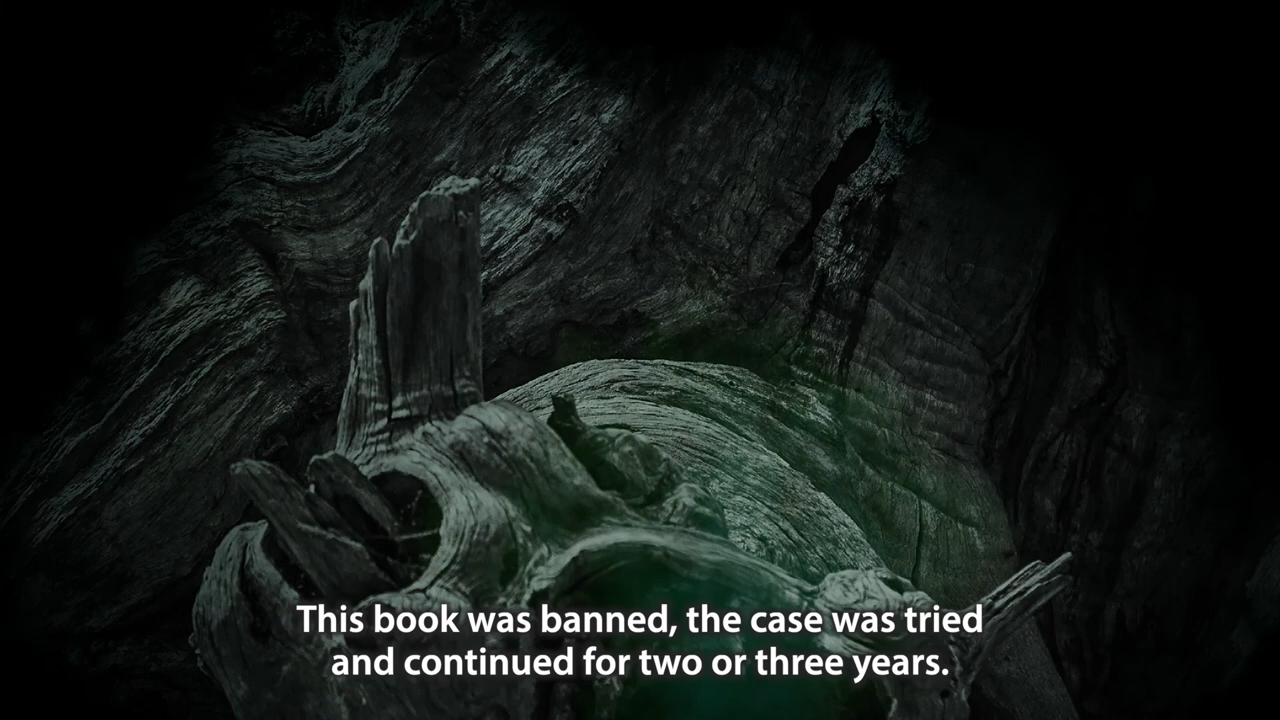 This book was banned, the case was tried
and continued for two or three years.